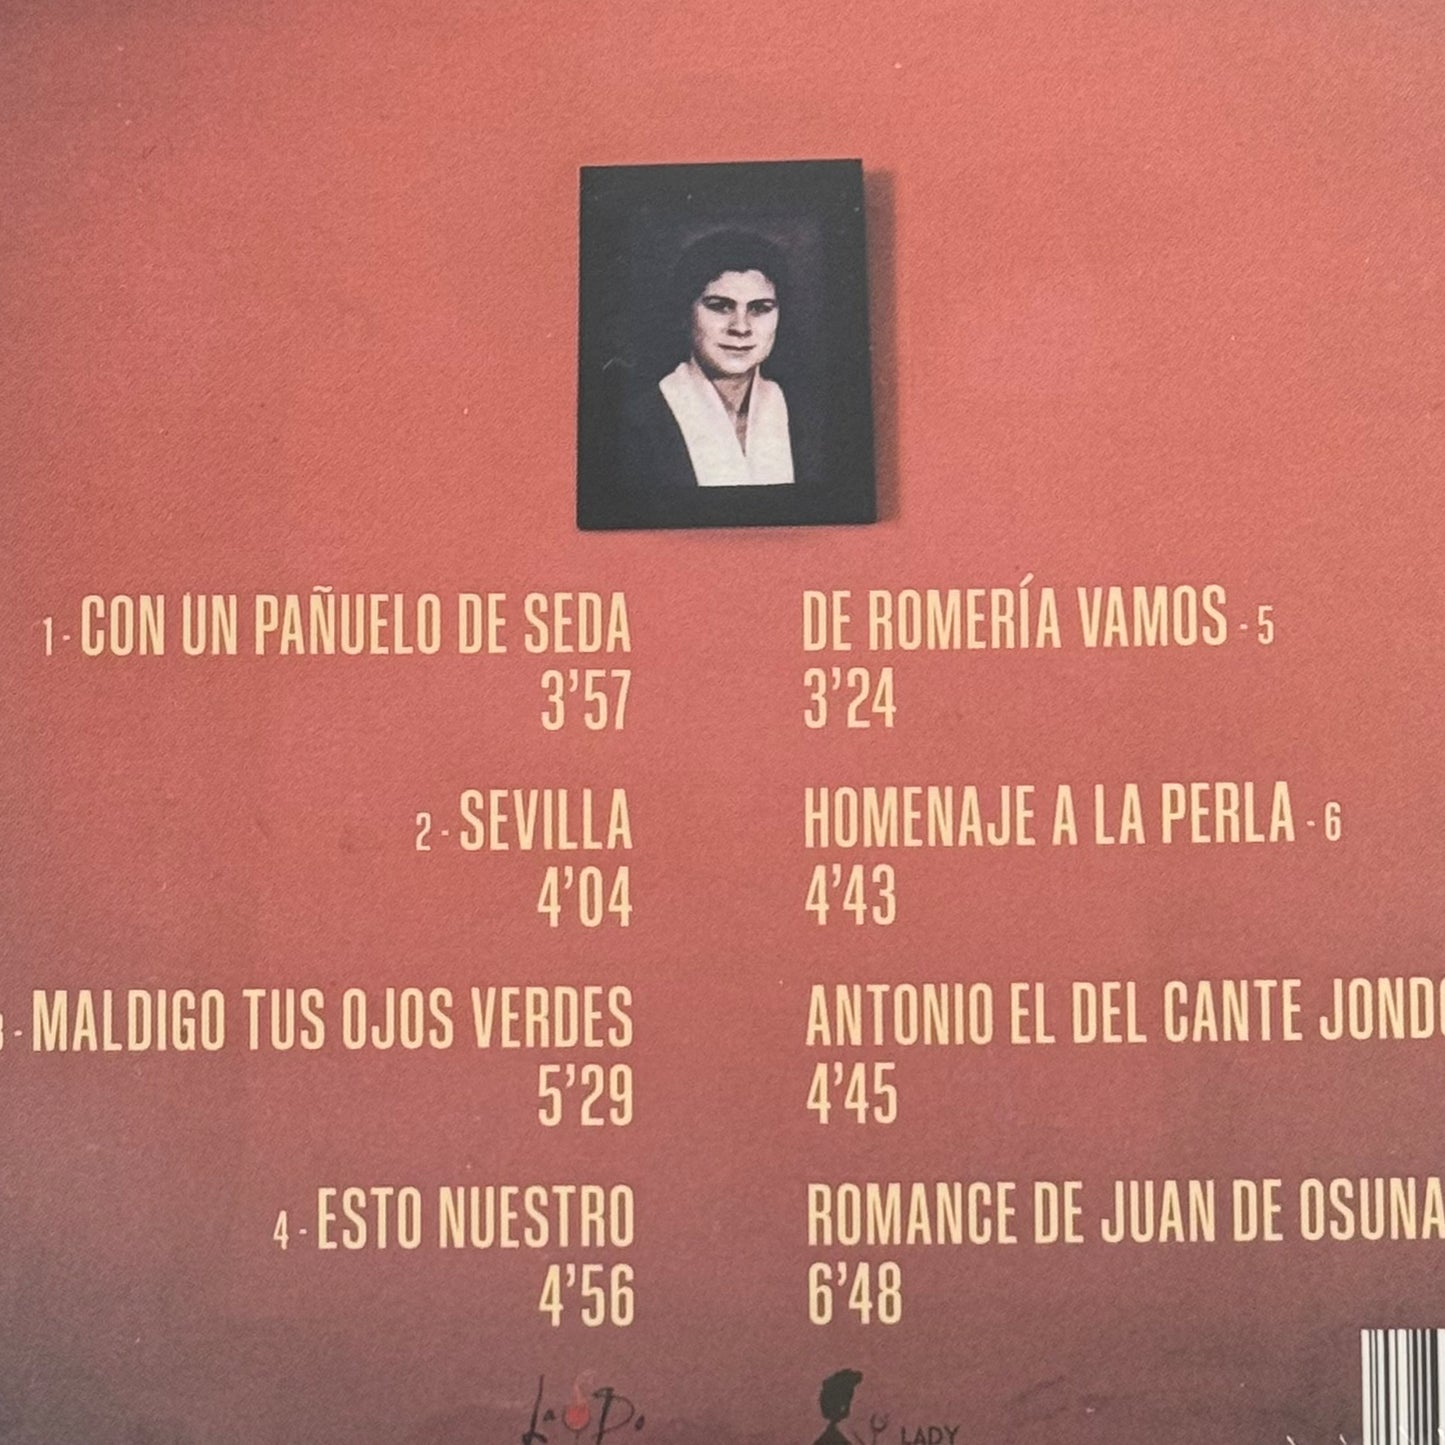 1 - CON UN PAÑUELO DE SEDA
3’57
2 - SEVILLA
4’04
3 - MALDIGO TUS OJOS VERDES
5’29
4 - ESTO NUESTRO
4’56
DE ROMERÍA VAMOS - 5
3’24
HOMENAJE A LA PERLA - 6
4’43
ANTONIO EL DEL CANTE JONDO
4’45
ROMANCE DE JUAN DE OSUNA
6’48
LADY